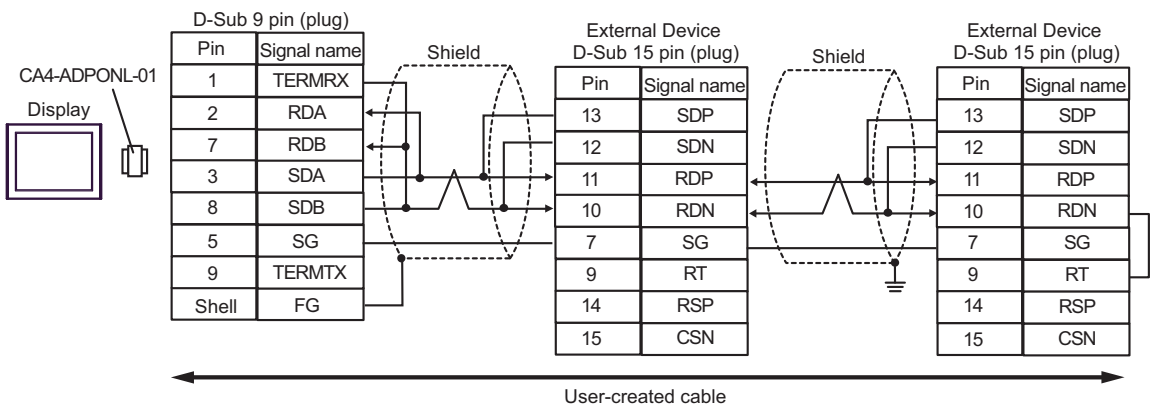 D-Sub 9 pin (plug)
Pin Signal name
1 TERMRX
2 RDA
7 RDB
3 SDA
8 SDB
5 SG
9 TERMTX
Shell FG
CA4-ADPONL-01
Display
Shield
External Device
D-Sub 15 pin (plug)
Pin Signal name
13 SDP
12 SDN
11 RDP
10 RDN
7 SG
9 RT
14 RSP
15 CSN
Shield
External Device
D-Sub 15 pin (plug)
Pin Signal name
13 SDP
12 SDN
11 RDP
10 RDN
7 SG
9 RT
14 RSP
15 CSN
User-created cable